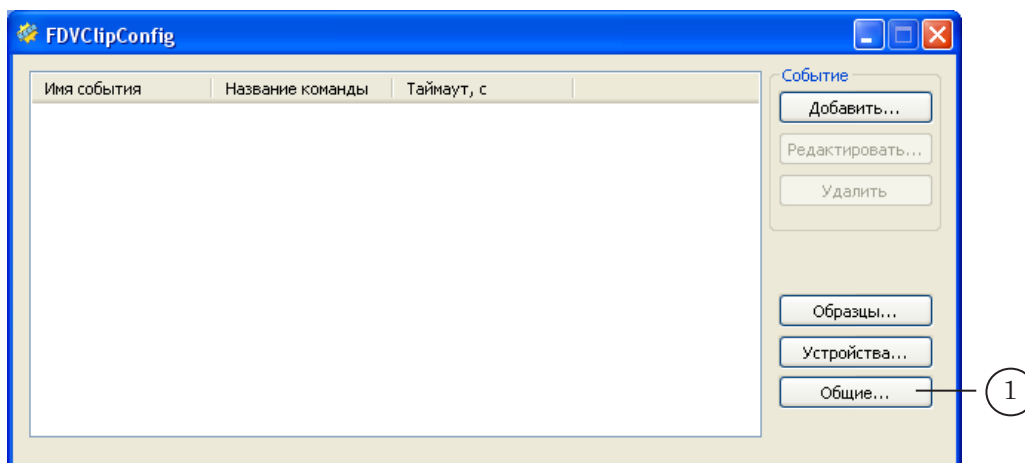 FDVClipConfig
Имя события Название команды Таймаут, с
Событие
Добавить...
Редактировать...
Удалить
Образцы...
Устройства...
Общие...
1